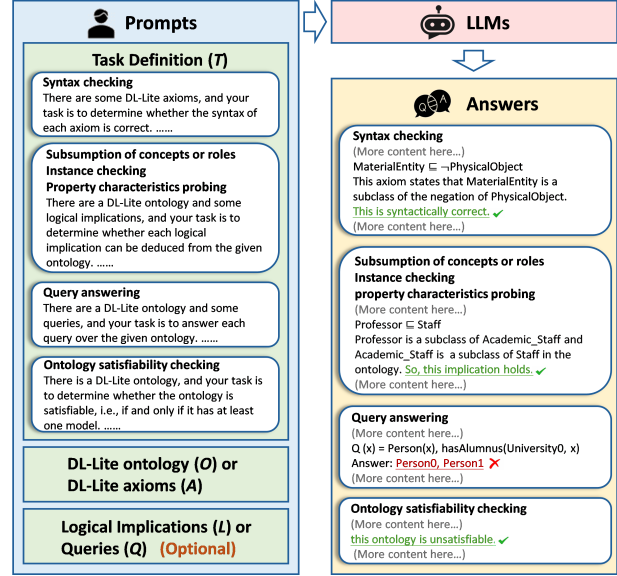 Prompts
Task Definition (T)
Syntax checking
There are some DL-Lite axioms, and your
task is to determine whether the syntax of
each axiom is correct. ......
Subsumption of concepts or roles
Instance checking
Property characteristics probing
There are a DL-Lite ontology and some
logical implications, and your task is to
determine whether each logical
implication can be deduced from the given
ontology. ......
Query answering
There are a DL-Lite ontology and some
queries, and your task is to answer each
query over the given ontology. ......
Ontology satisfiability checking
There is a DL-Lite ontology, and your task is
to determine whether the ontology is
satisfiable, i.e., if and only if it has at least
one model. ......
DL-Lite ontology (O) or
DL-Lite axioms (A)
Logical Implications (L) or
Queries (Q) (Optional)
LLMs
Q A
Answers
Syntax checking
(More content here...)
MaterialEntity ⊑ ¬PhysicalObject
This axiom states that MaterialEntity is a
subclass of the negation of PhysicalObject.
This is syntactically correct. ✓
(More content here...)
Subsumption of concepts or roles
Instance checking
property characteristics probing
(More content here...)
Professor ⊑ Staff
Professor is a subclass of Academic_Staff and
Academic_Staff is a subclass of Staff in the
ontology. So, this implication holds. ✓
(More content here...)
Query answering
(More content here...)
Q (x) = Person(x), hasAlumnus(University0, x)
Answer: Person0, Person1 ✗
(More content here...)
Ontology satisfiability checking
(More content here...)
this ontology is unsatisfiable. ✓
(More content here...)